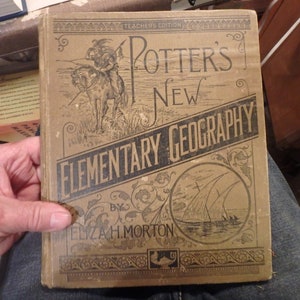 TEACHER'S EDITION
POTTER'S
NEW
ELEMENTARY GEOGRAPHY
BY
ELIZA H. MORTON